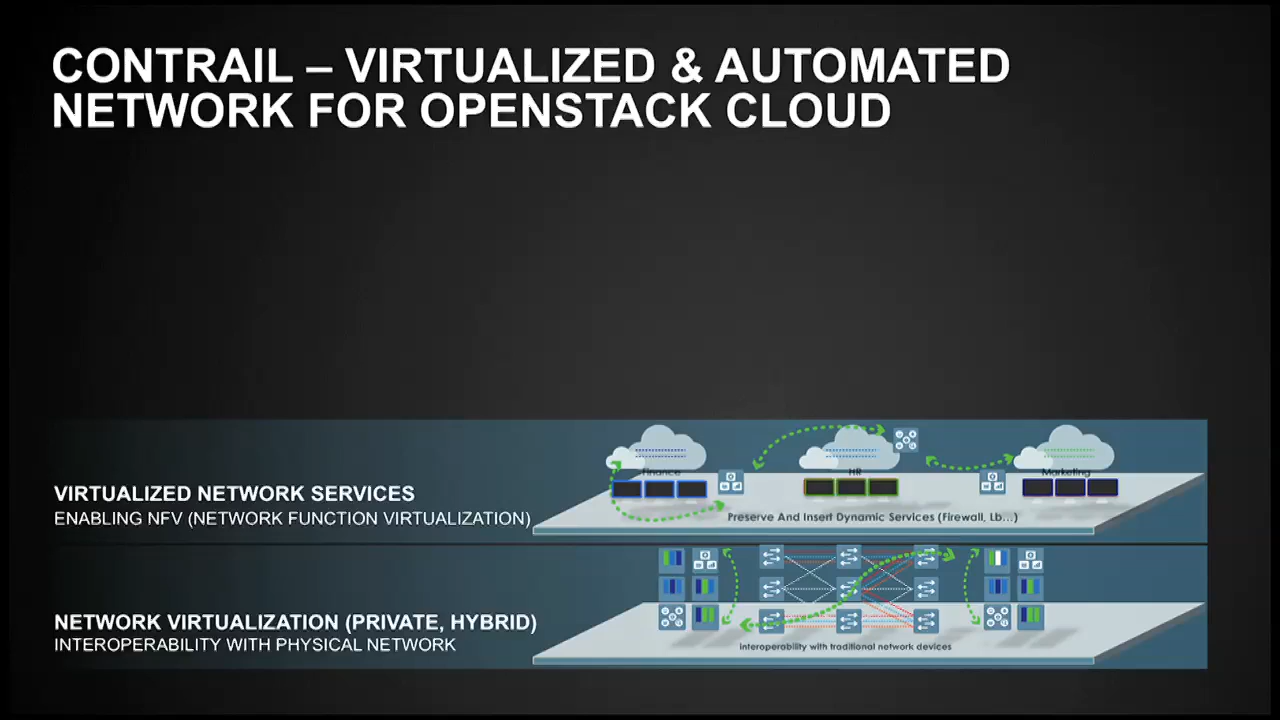 CONTRAIL – VIRTUALIZED & AUTOMATED
NETWORK FOR OPENSTACK CLOUD
Finance
HR
Marketing
VIRTUALIZED NETWORK SERVICES
ENABLING NFV (NETWORK FUNCTION VIRTUALIZATION)
Preserve And Insert Dynamic Services (Firewall, Lb...)
NETWORK VIRTUALIZATION (PRIVATE, HYBRID)
INTEROPERABILITY WITH PHYSICAL NETWORK
Interoperability with traditional network devices